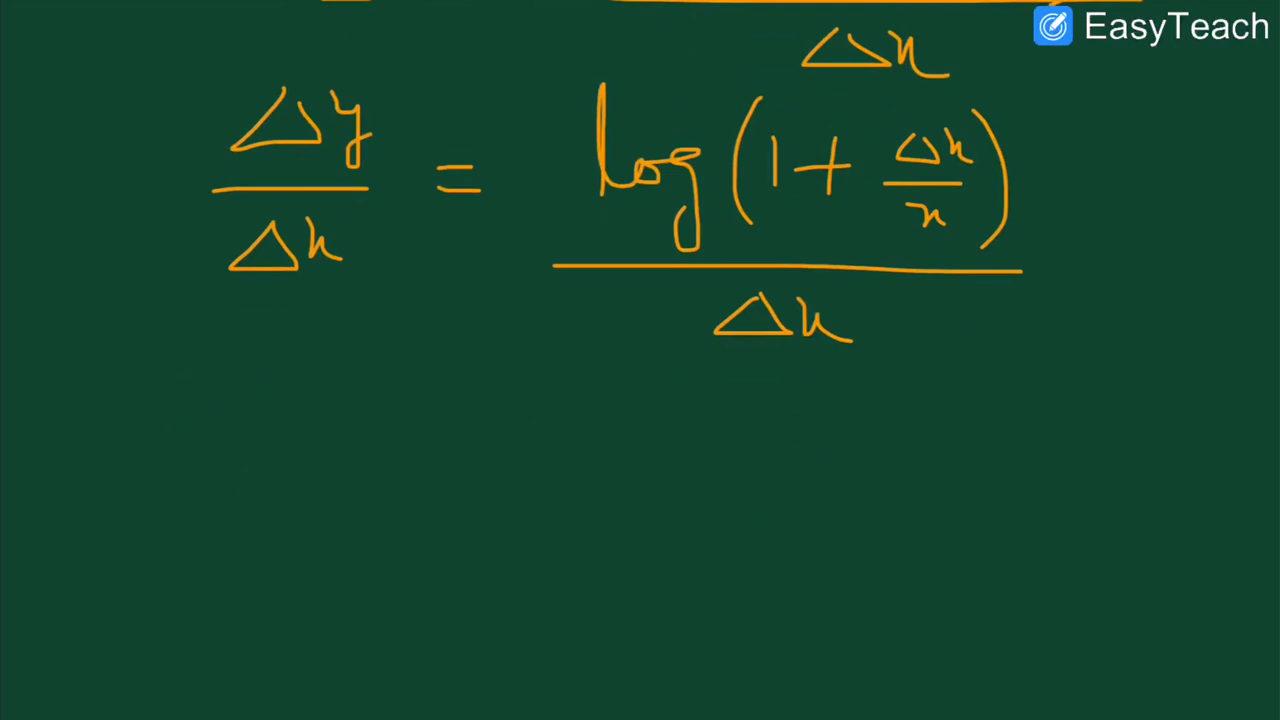 EasyTeach
Δx
Δy / Δx = log(1 + Δx / x) / Δx